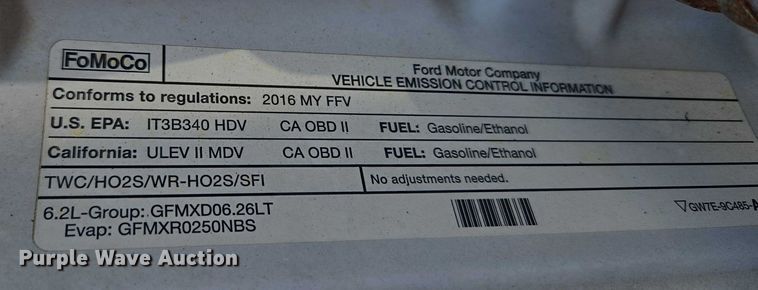 FoMoCo
Ford Motor Company
VEHICLE EMISSION CONTROL INFORMATION
Conforms to regulations: 2016 MY FFV
U.S. EPA: IT3B340 HDV CA OBD II FUEL: Gasoline/Ethanol
California: ULEV II MDV CA OBD II FUEL: Gasoline/Ethanol
TWC/HO2S/WR-HO2S/SFI No adjustments needed.
6.2L-Group: GFMXD06.26LT
Evap: GFMXR0250NBS
GW7E-9C485-A
Purple Wave Auction